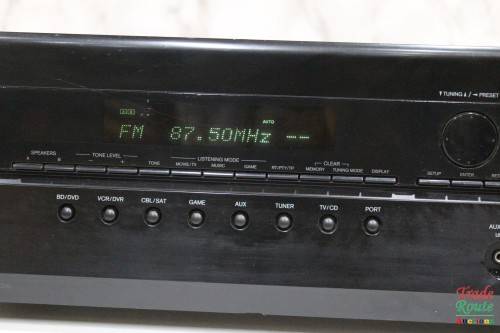 ▼ TUNING ▲ / ⇥ PRESET
AUTO
FM 87.50MHz --
SPEAKERS
A B
TONE LEVEL
- +
TONE
LISTENING MODE
MOVIE/TV MUSIC GAME
RT/PTY/TP
CLEAR
MEMORY TUNING MODE
DISPLAY
SETUP ENTER
BD/DVD VCR/DVR CBL/SAT GAME AUX TUNER TV/CD PORT
AUX
Trade
Route